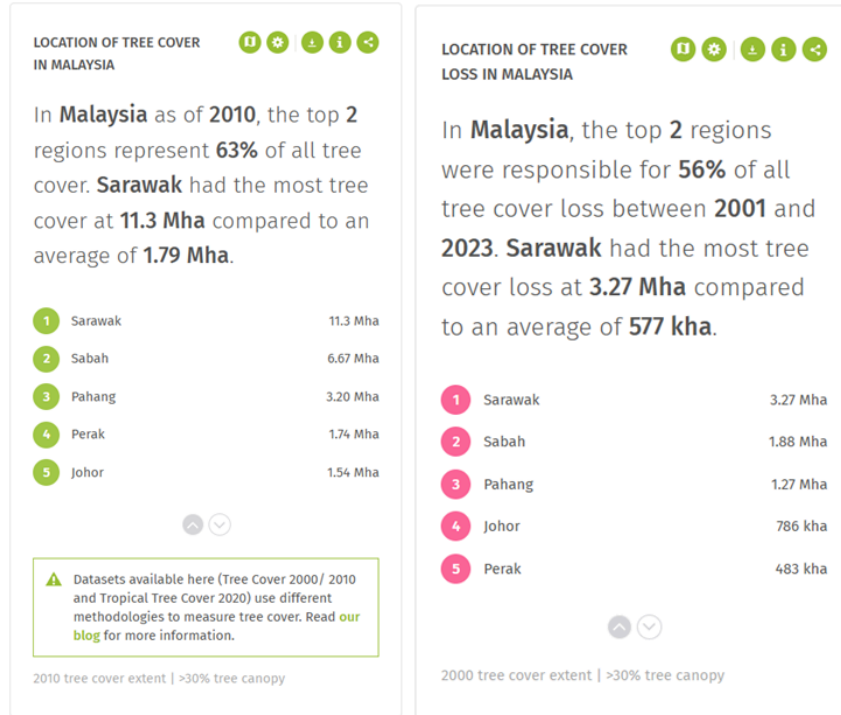 LOCATION OF TREE COVER
IN MALAYSIA
In Malaysia as of 2010, the top 2
regions represent 63% of all tree
cover. Sarawak had the most tree
cover at 11.3 Mha compared to an
average of 1.79 Mha.
1 Sarawak 11.3 Mha
2 Sabah 6.67 Mha
3 Pahang 3.20 Mha
4 Perak 1.74 Mha
5 Johor 1.54 Mha
Datasets available here (Tree Cover 2000/ 2010
and Tropical Tree Cover 2020) use different
methodologies to measure tree cover. Read our
blog for more information.
2010 tree cover extent | >30% tree canopy
LOCATION OF TREE COVER
LOSS IN MALAYSIA
In Malaysia, the top 2 regions
were responsible for 56% of all
tree cover loss between 2001 and
2023. Sarawak had the most tree
cover loss at 3.27 Mha compared
to an average of 577 kha.
1 Sarawak 3.27 Mha
2 Sabah 1.88 Mha
3 Pahang 1.27 Mha
4 Johor 786 kha
5 Perak 483 kha
2000 tree cover extent | >30% tree canopy